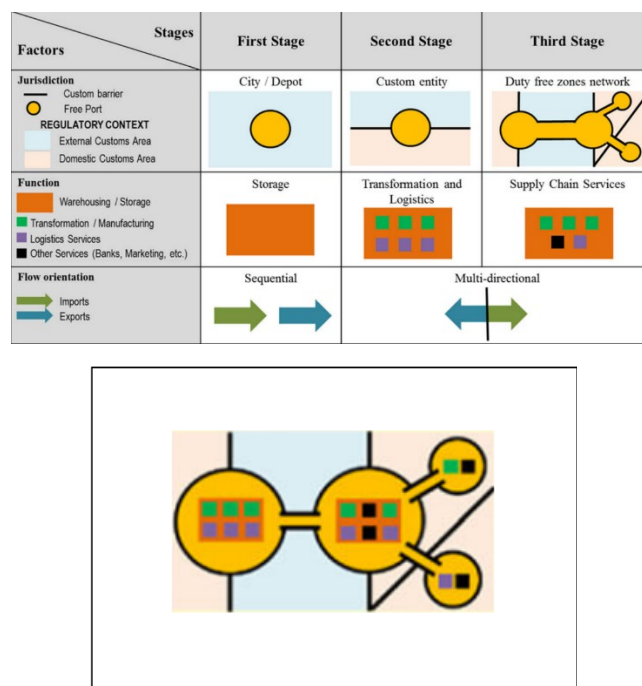 Stages
Factors
First Stage
Second Stage
Third Stage
Jurisdiction
Custom barrier
Free Port
REGULATORY CONTEXT
External Customs Area
Domestic Customs Area
City / Depot
Custom entity
Duty free zones network
Function
Warehousing / Storage
Transformation / Manufacturing
Logistics Services
Other Services (Banks, Marketing, etc.)
Storage
Transformation and
Logistics
Supply Chain Services
Flow orientation
Imports
Exports
Sequential
Multi-directional